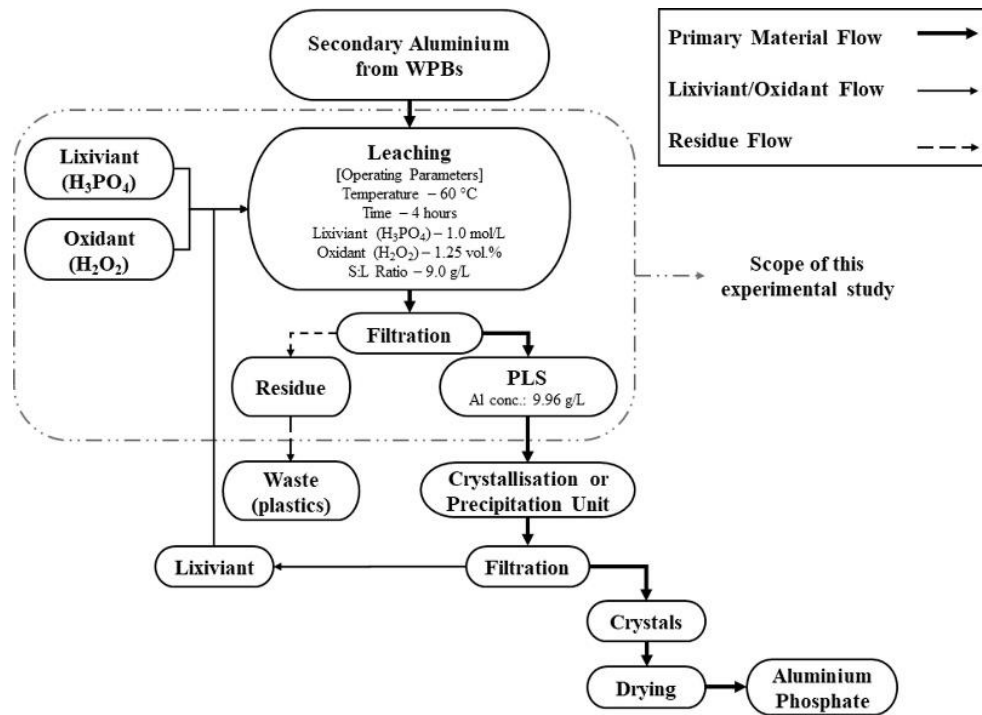 Secondary Aluminium
from WPBs
Primary Material Flow
Lixiviant/Oxidant Flow
Residue Flow
Lixiviant
(H₃PO₄)
Oxidant
(H₂O₂)
Leaching
[Operating Parameters]
Temperature – 60 °C
Time – 4 hours
Lixiviant (H₃PO₄) – 1.0 mol/L
Oxidant (H₂O₂) – 1.25 vol.%
S:L Ratio – 9.0 g/L
Scope of this
experimental study
Filtration
Residue
PLS
Al conc.: 9.96 g/L
Waste
(plastics)
Crystallisation or
Precipitation Unit
Lixiviant
Filtration
Crystals
Drying
Aluminium
Phosphate